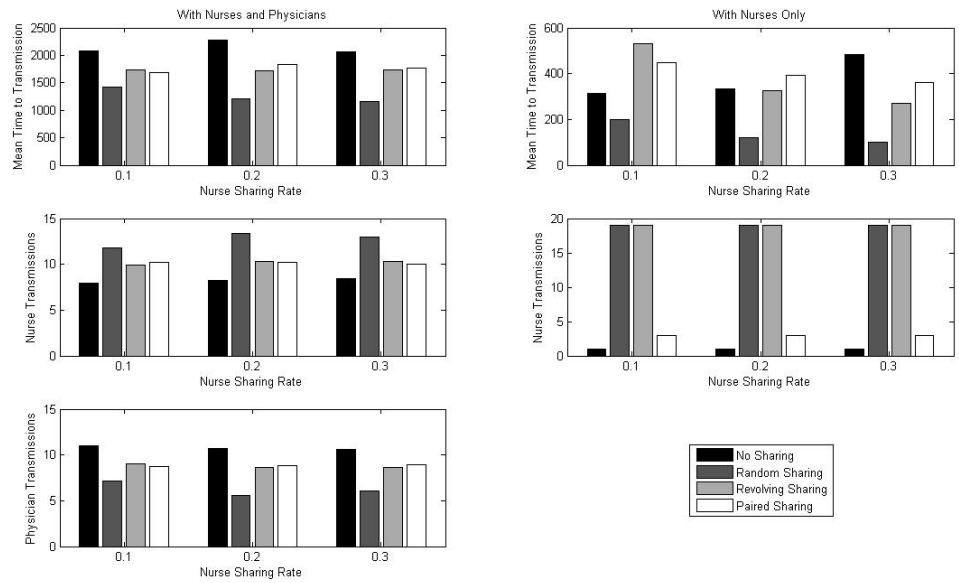 With Nurses and Physicians
2500
2000
1500
1000
500
0
Mean Time to Transmission
0.1 0.2 0.3
Nurse Sharing Rate
With Nurses Only
600
400
200
0
Mean Time to Transmission
0.1 0.2 0.3
Nurse Sharing Rate
15
10
5
0
Nurse Transmissions
0.1 0.2 0.3
Nurse Sharing Rate
20
15
10
5
0
Nurse Transmissions
0.1 0.2 0.3
Nurse Sharing Rate
15
10
5
0
Physician Transmissions
0.1 0.2 0.3
Nurse Sharing Rate
No Sharing
Random Sharing
Revolving Sharing
Paired Sharing